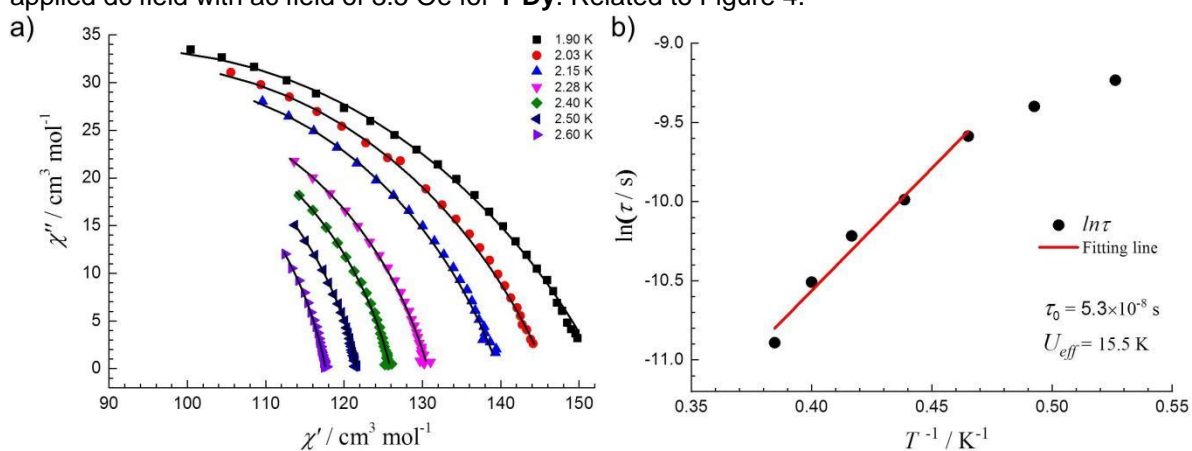 applied dc field with ac field of 3.5 Oe for 1-Dy. Related to Figure 4.
a)
35
30
25
20
15
10
5
0
χ'' / cm³ mol⁻¹
100 110 120 130 140 150
χ' / cm³ mol⁻¹
1.90 K
2.03 K
2.15 K
2.28 K
2.40 K
2.50 K
2.60 K
b)
-9.0
-9.5
-10.0
-10.5
-11.0
ln(τ / s)
0.35 0.40 0.45 0.50 0.55
T⁻¹ / K⁻¹
lnτ
Fitting line
τ₀ = 5.3×10⁻⁸ s
U_eff = 15.5 K